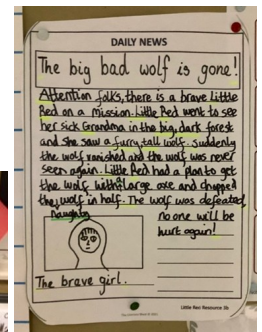 DAILY NEWS
The big bad wolf is gone!
Attention folks, there is a brave Little
Red on a mission. Little Red went to see
her sick Grandma in the big, dark forest
and she saw a furry, tall wolf. Suddenly
the wolf vanished and the wolf was never
seen again. Little Red had a plan to get
the wolf with a large axe and chopped
the wolf in half. The wolf was defeated,
naughty
no one will be
hurt again!
The brave girl.
Little Red Resource 3b